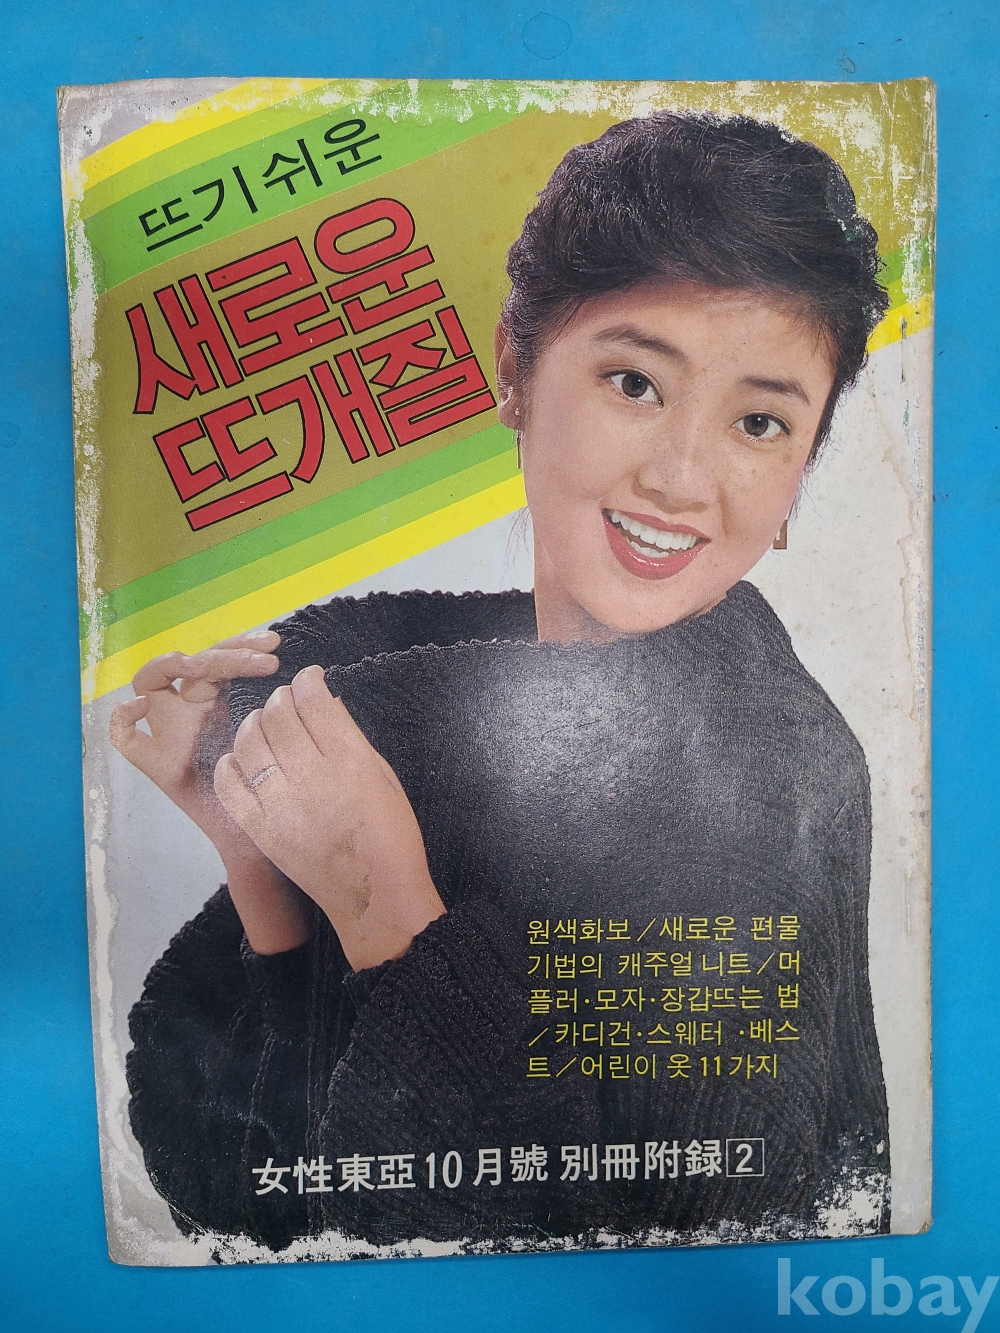 뜨기쉬운
새로운
뜨개질
원색화보/새로운 편물
기법의 캐주얼 니트/머
플러·모자·장갑뜨는 법
/카디건·스웨터·베스
트/어린이 옷 11가지
女性東亞10月號 別冊附録2
kobay